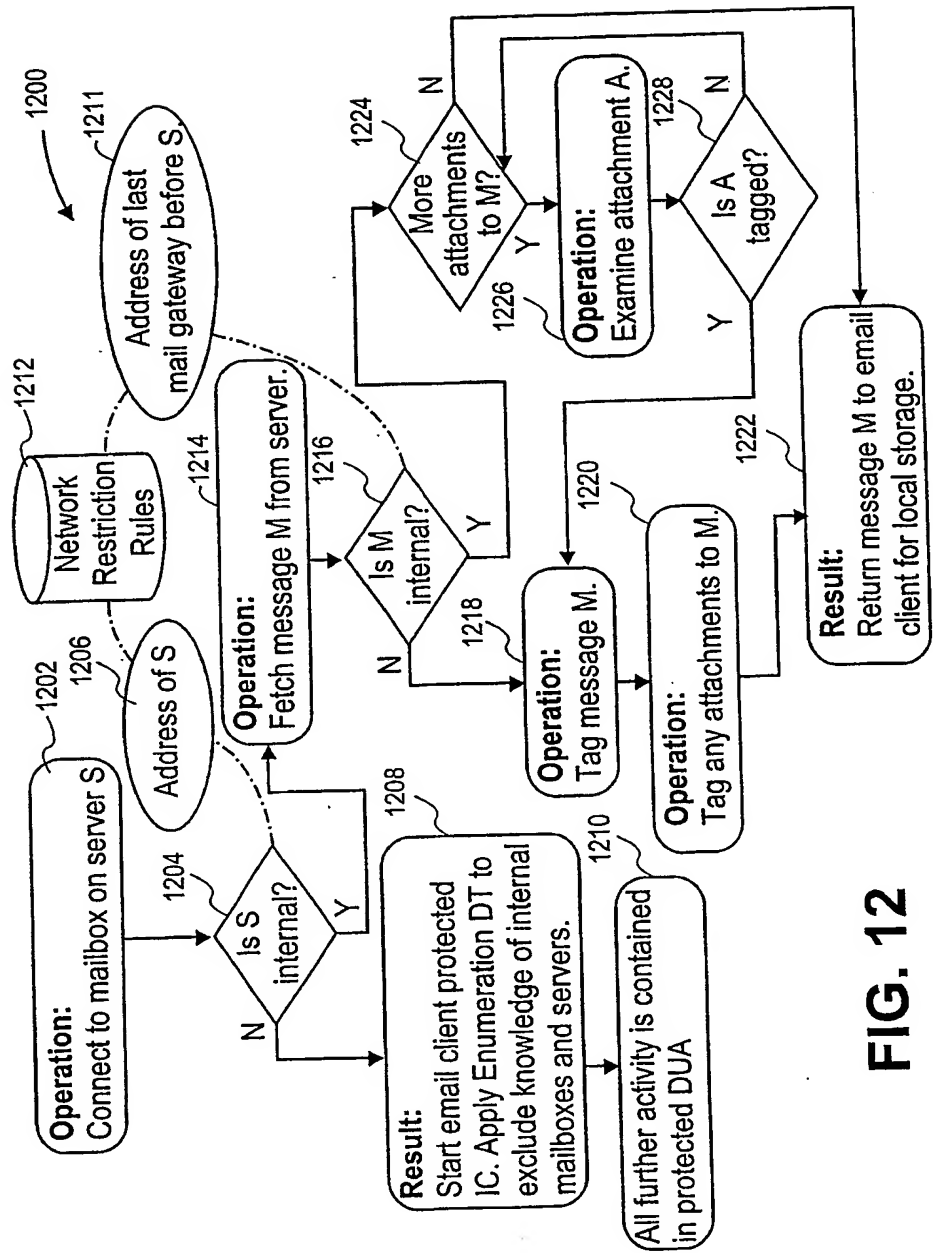 1200
Operation:
Connect to mailbox on server S
1202
Is S
internal?
1204
N
Y
Address of S
1206
Network
Restriction
Rules
1212
Address of last
mail gateway before S.
1211
Result:
Start email client protected
IC. Apply Enumeration DT to
exclude knowledge of internal
mailboxes and servers.
1208
All further activity is contained
in protected DUA
1210
Operation:
Fetch message M from server.
1214
Is M
internal?
1216
N
Y
Operation:
Tag message M.
1218
Operation:
Tag any attachments to M.
1220
Result:
Return message M to email
client for local storage.
1222
More
attachments
to M?
1224
N
Y
Operation:
Examine attachment A.
1226
Is A
tagged?
1228
N
Y
FIG. 12